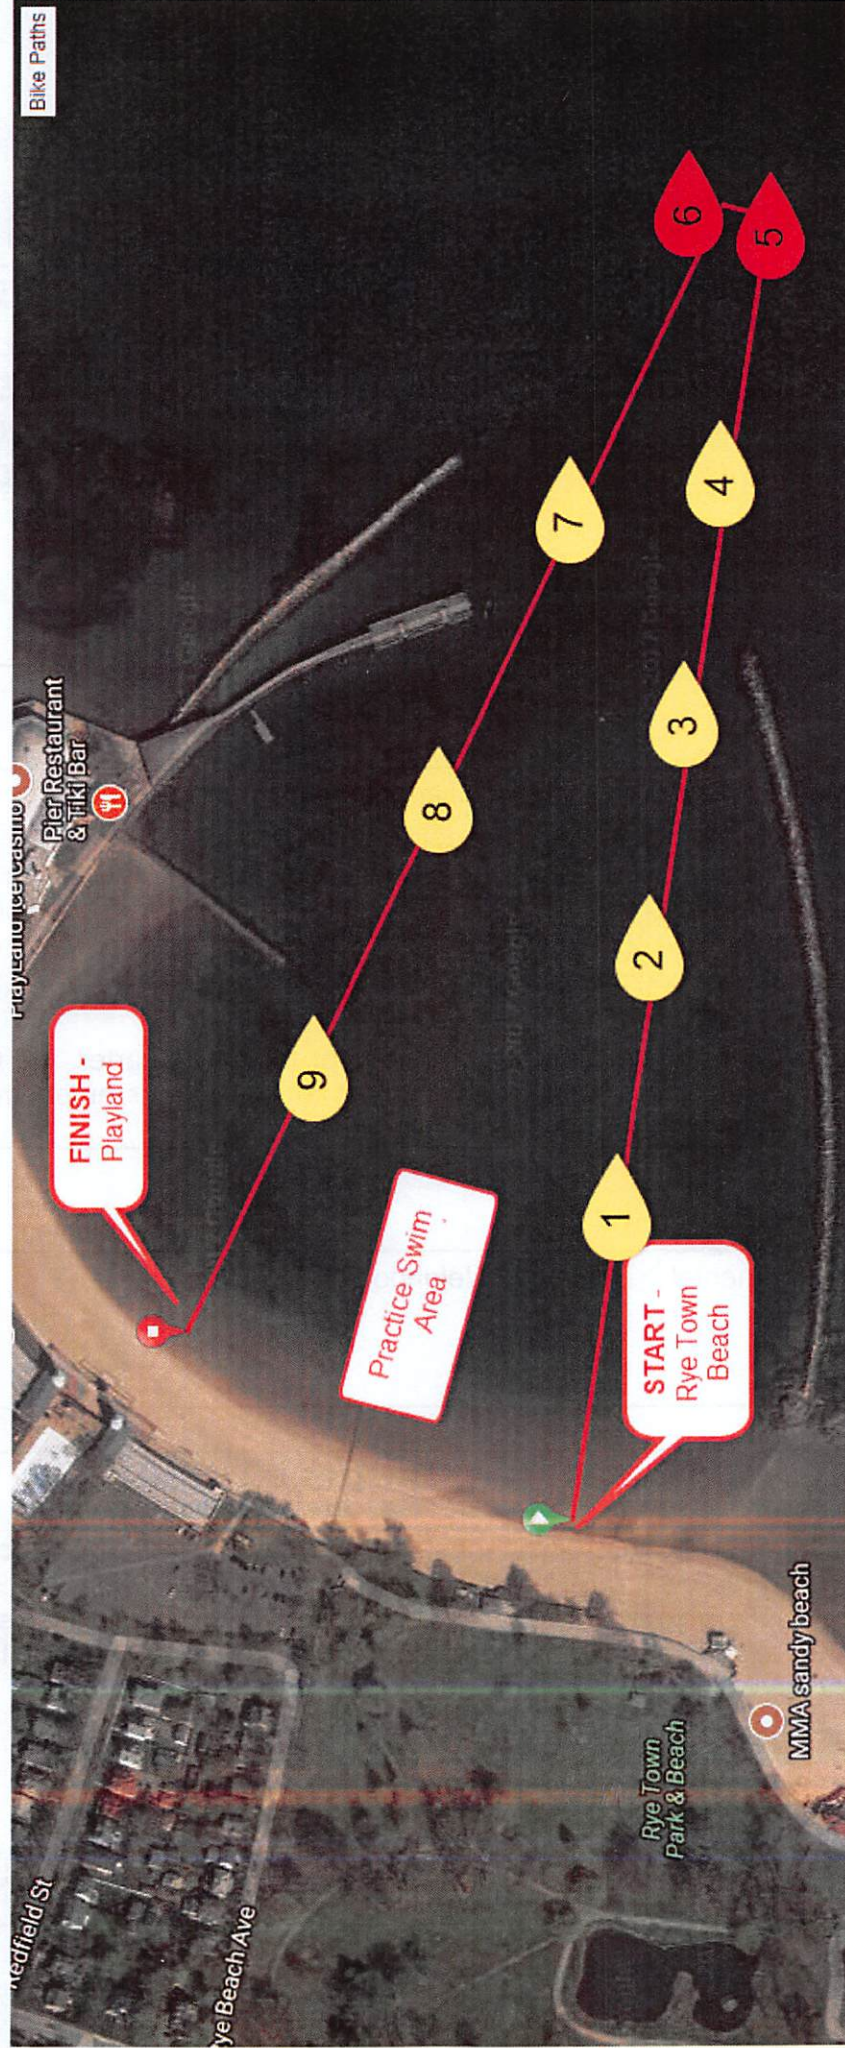 Bike Paths
Playland Ice Casino
Pier Restaurant
& Tiki Bar
FINISH -
Playland
Practice Swim
Area
START -
Rye Town
Beach
1
2
3
4
5
6
7
8
9
Rye Town
Park & Beach
MMA sandy beach
Redfield St
ye Beach Ave